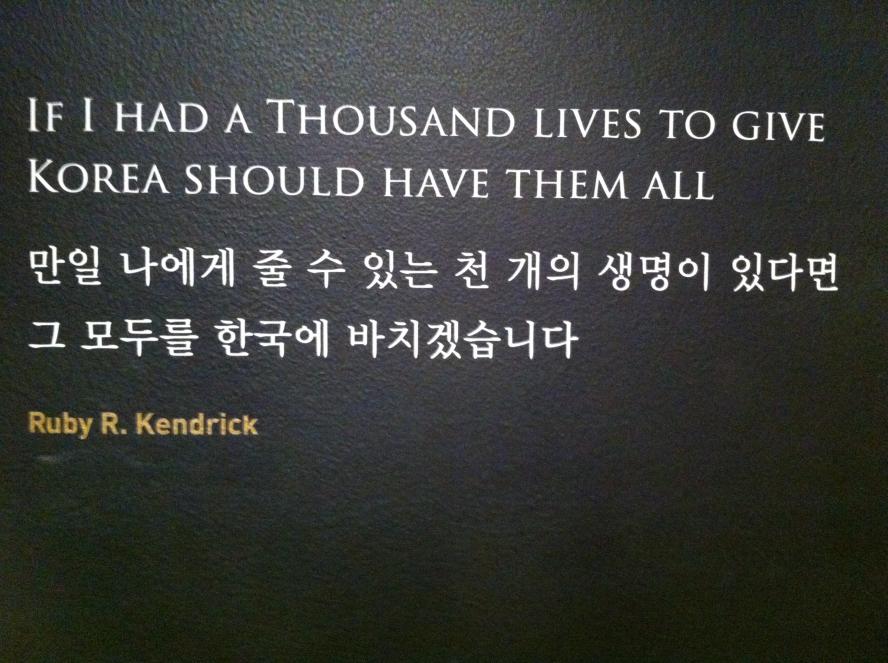 If I had a Thousand lives to give
Korea should have them all
만일 나에게 줄 수 있는 천 개의 생명이 있다면
그 모두를 한국에 바치겠습니다
Ruby R. Kendrick